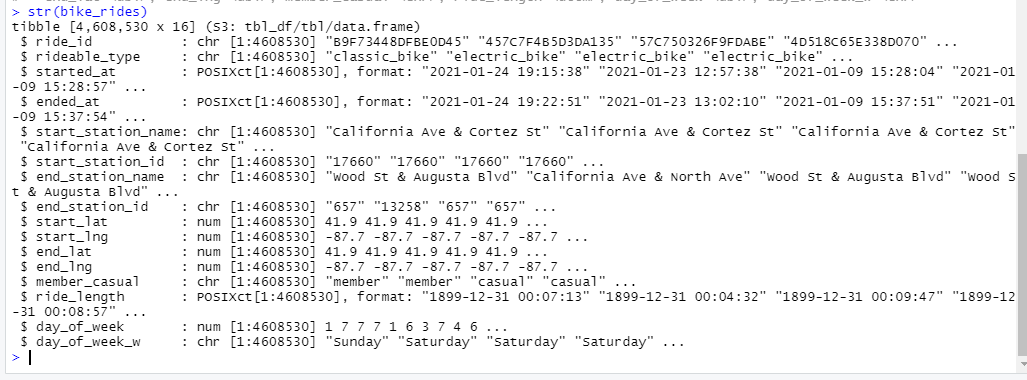 > str(bike_rides)
tibble [4,608,530 x 16] (S3: tbl_df/tbl/data.frame)
 $ ride_id           : chr [1:4608530] "B9F73448DFBE0D45" "457C7F4B5D3DA135" "57C750326F9FDABE" "4D518C65E338D070" ...
 $ rideable_type     : chr [1:4608530] "classic_bike" "electric_bike" "electric_bike" "electric_bike" ...
 $ started_at        : POSIXct[1:4608530], format: "2021-01-24 19:15:38" "2021-01-23 12:57:38" "2021-01-09 15:28:04" "2021-01
-09 15:28:57" ...
 $ ended_at          : POSIXct[1:4608530], format: "2021-01-24 19:22:51" "2021-01-23 13:02:10" "2021-01-09 15:37:51" "2021-01
-09 15:37:54" ...
 $ start_station_name: chr [1:4608530] "California Ave & Cortez St" "California Ave & Cortez St" "California Ave & Cortez St"
 "California Ave & Cortez St" ...
 $ start_station_id  : chr [1:4608530] "17660" "17660" "17660" "17660" ...
 $ end_station_name  : chr [1:4608530] "Wood St & Augusta Blvd" "California Ave & North Ave" "Wood St & Augusta Blvd" "Wood S
t & Augusta Blvd" ...
 $ end_station_id    : chr [1:4608530] "657" "13258" "657" "657" ...
 $ start_lat         : num [1:4608530] 41.9 41.9 41.9 41.9 41.9 ...
 $ start_lng         : num [1:4608530] -87.7 -87.7 -87.7 -87.7 -87.7 ...
 $ end_lat           : num [1:4608530] 41.9 41.9 41.9 41.9 41.9 ...
 $ end_lng           : num [1:4608530] -87.7 -87.7 -87.7 -87.7 -87.7 ...
 $ member_casual     : chr [1:4608530] "member" "member" "casual" "casual" ...
 $ ride_length       : POSIXct[1:4608530], format: "1899-12-31 00:07:13" "1899-12-31 00:04:32" "1899-12-31 00:09:47" "1899-12
-31 00:08:57" ...
 $ day_of_week       : num [1:4608530] 1 7 7 7 1 6 3 7 4 6 ...
 $ day_of_week_w     : chr [1:4608530] "Sunday" "Saturday" "Saturday" "Saturday" ...
>